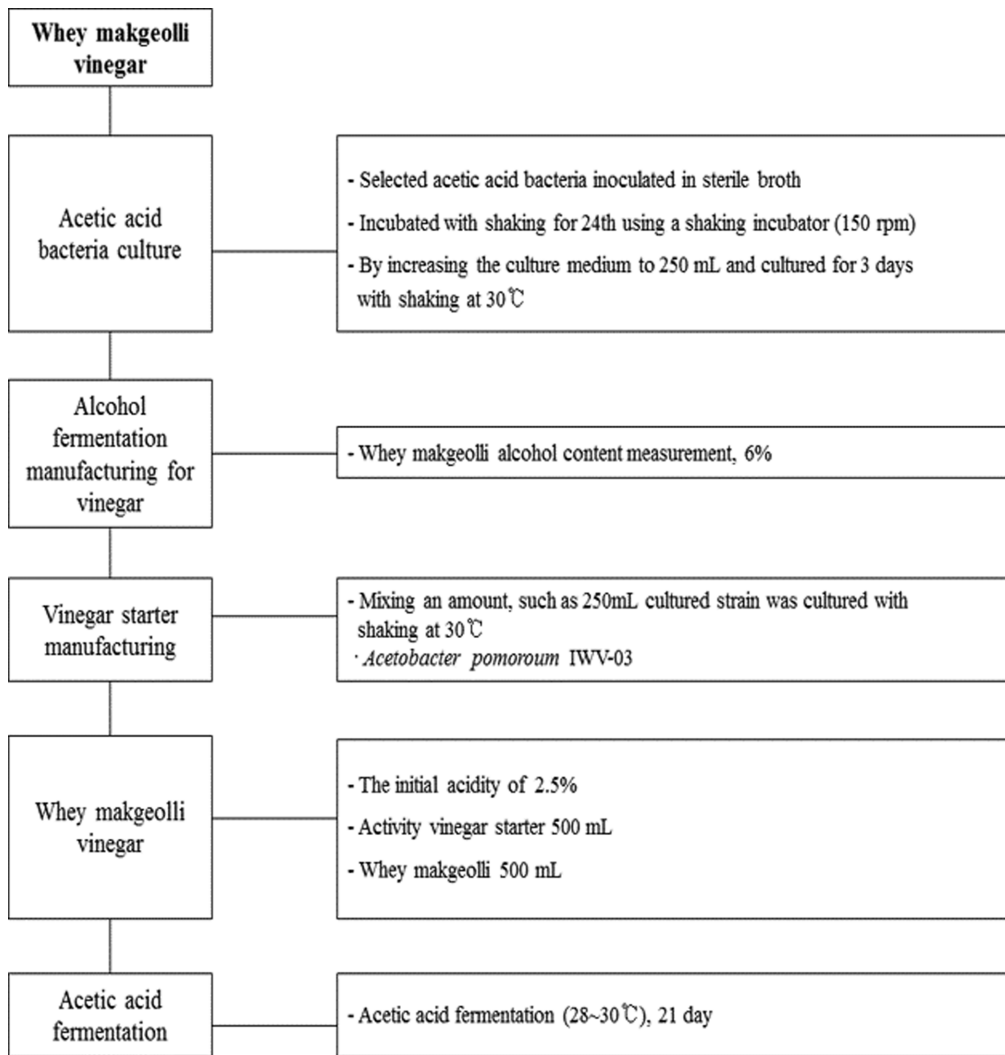 Whey makgeolli
vinegar
Acetic acid
bacteria culture
- Selected acetic acid bacteria inoculated in sterile broth
- Incubated with shaking for 24th using a shaking incubator (150 rpm)
- By increasing the culture medium to 250 mL and cultured for 3 days
with shaking at 30℃
Alcohol
fermentation
manufacturing for
vinegar
- Whey makgeolli alcohol content measurement, 6%
Vinegar starter
manufacturing
- Mixing an amount, such as 250mL cultured strain was cultured with
shaking at 30℃
· Acetobacter pomoroum IWV-03
Whey makgeolli
vinegar
- The initial acidity of 2.5%
- Activity vinegar starter 500 mL
- Whey makgeolli 500 mL
Acetic acid
fermentation
- Acetic acid fermentation (28~30℃), 21 day